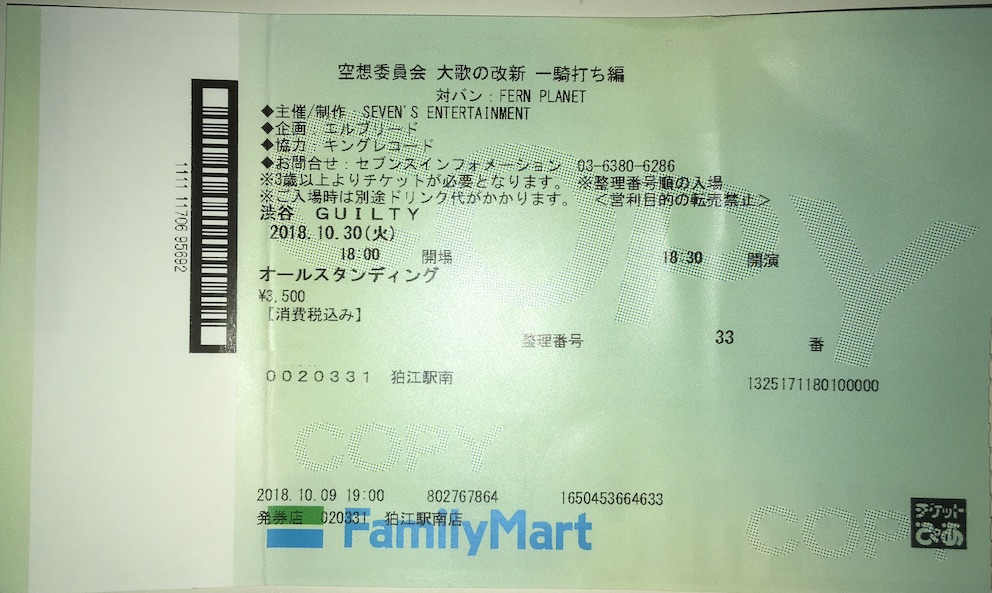 空想委員会 大歌の改新 一騎打ち編
対バン：FERN PLANET
◆主催/制作：SEVEN'S ENTERTAINMENT
◆企画：エルブリード
◆協力：キングレコード
◆お問合せ：セブンスインフォメーション 03-6380-6286
※3歳以上よりチケットが必要となります。 ※整理番号順の入場
※ご入場時は別途ドリンク代がかかります。 ＜営利目的の転売禁止＞
渋谷 GUILTY
2018.10.30(火)
18:00 開場 18:30 開演
オールスタンディング
¥3,500
[消費税込み]
整理番号 33 番
0020331 狛江駅南
1325171180100000
2018.10.09 19:00 802767864 1650453664633
発券店 020331 狛江駅南店
FamilyMart
チケットぴあ
1111 11706 95692
COPY
COPY
COPY